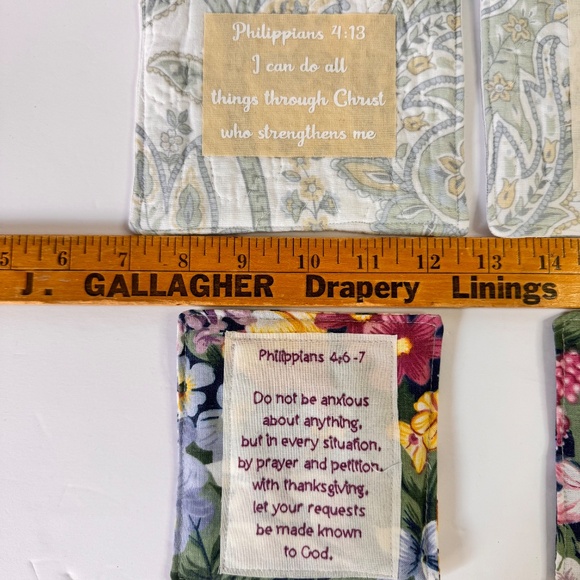 Philippians 4:13
I can do all
things through Christ
who strengthens me
5 6 7 8 9 10 11 12 13 14
J. GALLAGHER Drapery Linings
Philippians 4:6-7
Do not be anxious
about anything,
but in every situation,
by prayer and petition,
with thanksgiving,
let your requests
be made known
to God.